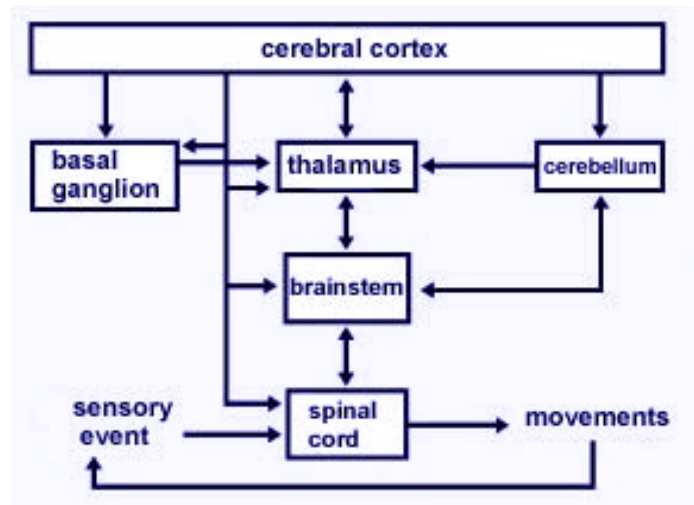 cerebral cortex
basal
ganglion
thalamus
cerebellum
brainstem
sensory
event
spinal
cord
movements